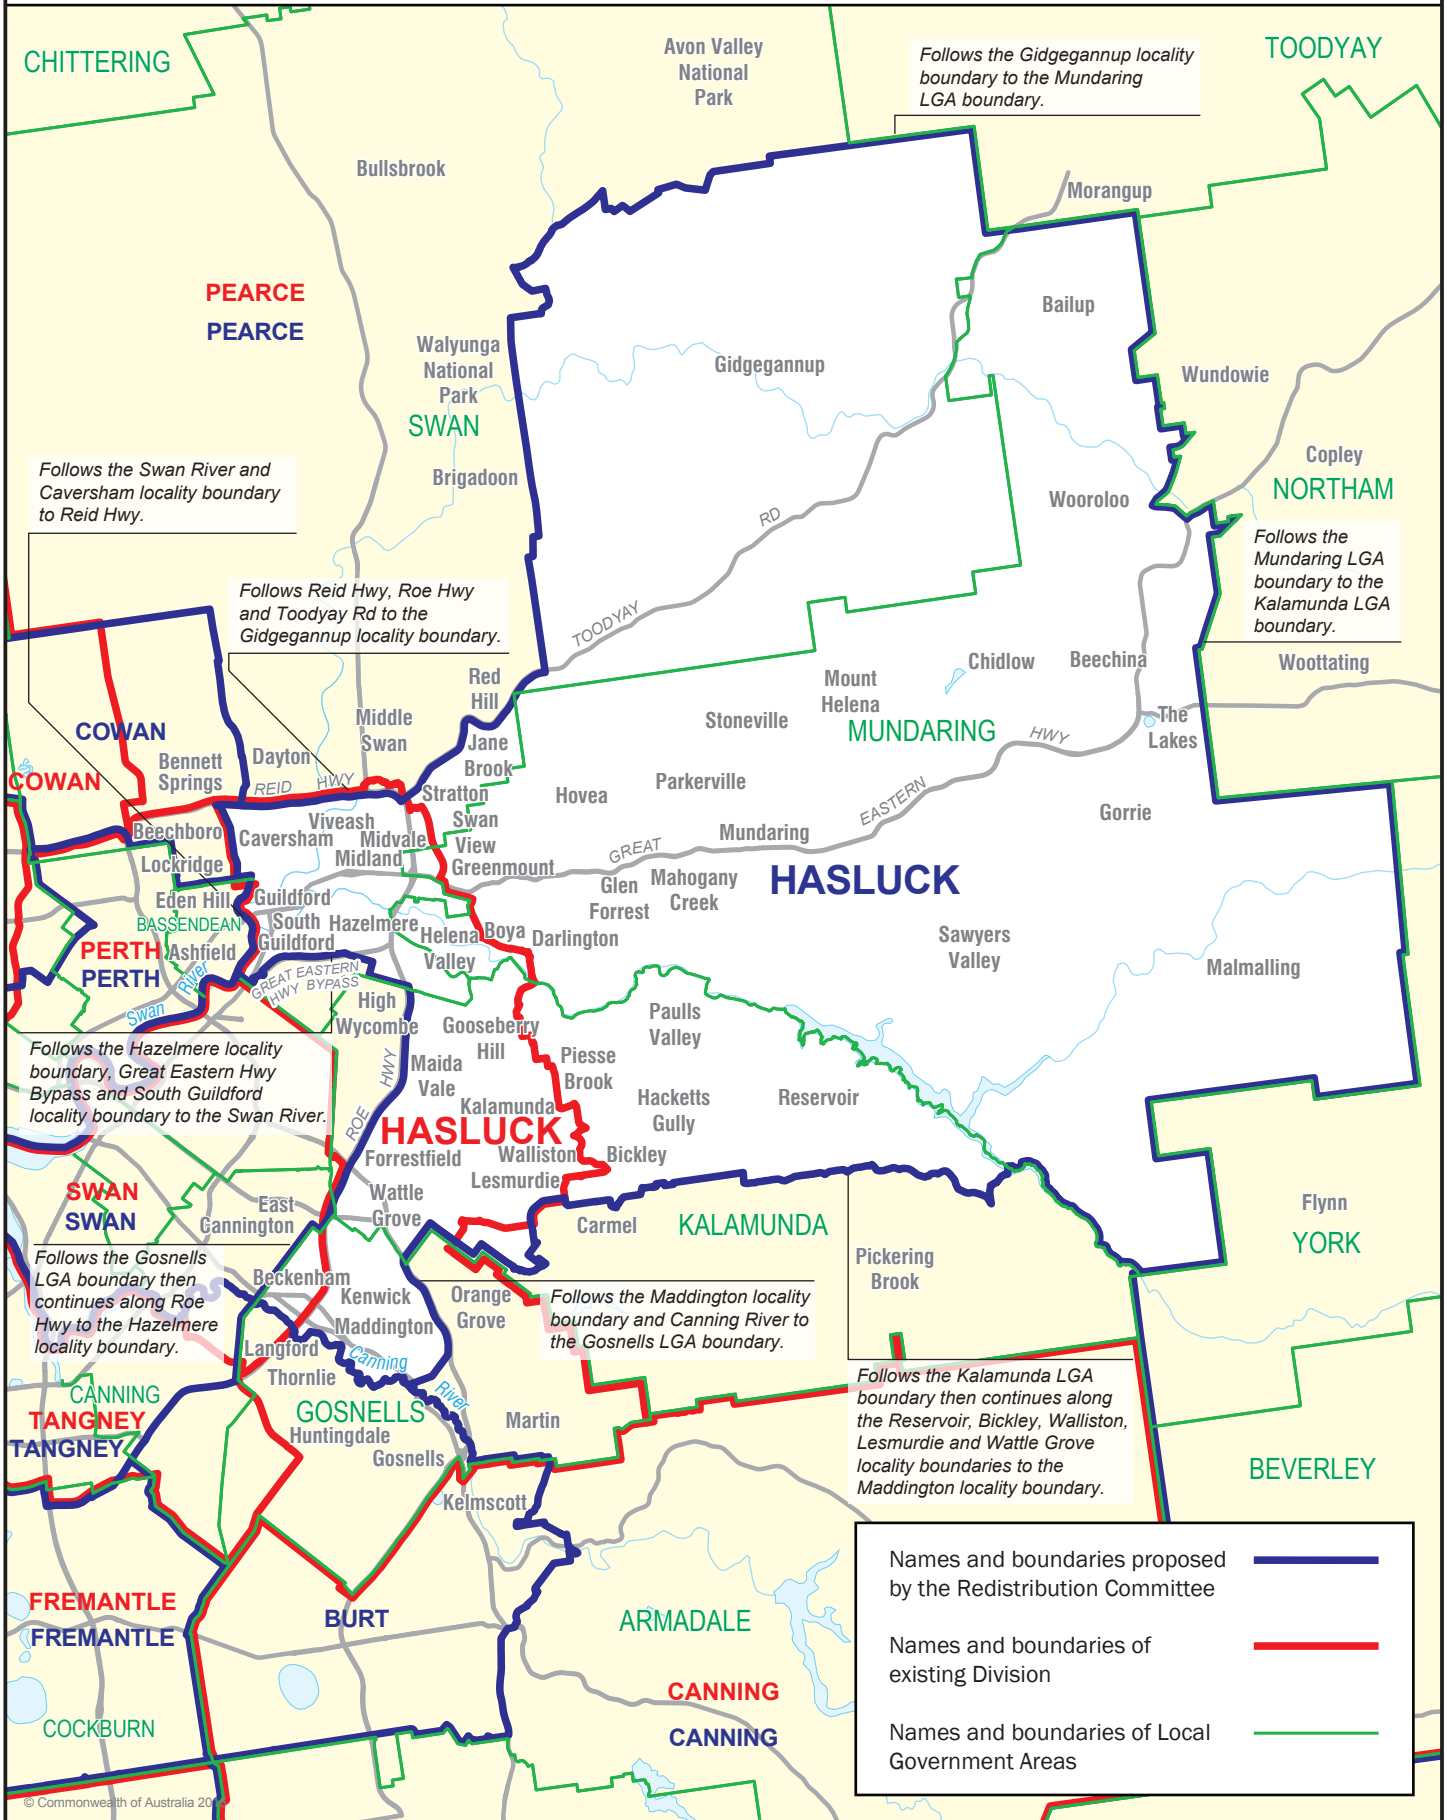 CHITTERING
Avon Valley
National
Park
Follows the Gidgegannup locality
boundary to the Mundaring
LGA boundary.
TOODYAY
Bullsbrook
Morangup
PEARCE
PEARCE
Bailup
Walyunga
National
Park
Gidgegannup
Wundowie
SWAN
Brigadoon
Copley
NORTHAM
Follows the Swan River and
Caversham locality boundary
to Reid Hwy.
Wooroloo
RD
TOODYAY
Follows the
Mundaring LGA
boundary to the
Kalamunda LGA
boundary.
Follows Reid Hwy, Roe Hwy
and Toodyay Rd to the
Gidgegannup locality boundary.
Red
Hill
Mount
Helena
Chidlow
Beechina
Woottating
Middle
Swan
Stoneville
MUNDARING
HWY
The
Lakes
COWAN
COWAN
Bennett
Springs
Dayton
REID HWY
Jane
Brook
Stratton
Hovea
Parkerville
EASTERN
Gorrie
Beechboro
Caversham
Viveash
Midvale
Midland
Swan
View
Greenmount
GREAT
Mundaring
Lockridge
Eden Hill
Guildford
Glen
Forrest
Mahogany
Creek
HASLUCK
BASSENDEAN
South
Guildford
Hazelmere
Helena
Valley
Boya
Darlington
Sawyers
Valley
Malmalling
PERTH
PERTH
Ashfield
Swan
River
GREAT EASTERN
HWY BYPASS
High
Wycombe
Gooseberry
Hill
Paulls
Valley
Follows the Hazelmere locality
boundary, Great Eastern Hwy
Bypass and South Guildford
locality boundary to the Swan River.
Maida
Vale
HWY
ROE
Piesse
Brook
Kalamunda
Hacketts
Gully
Reservoir
HASLUCK
Forrestfield
Walliston
Lesmurdie
Bickley
SWAN
SWAN
East
Cannington
Wattle
Grove
Carmel
KALAMUNDA
Flynn
YORK
Pickering
Brook
Follows the Gosnells
LGA boundary then
continues along Roe
Hwy to the Hazelmere
locality boundary.
Beckenham
Kenwick
Maddington
Orange
Grove
Follows the Maddington locality
boundary and Canning River to
the Gosnells LGA boundary.
Langford
Thornlie
Canning
River
CANNING
TANGNEY
TANGNEY
GOSNELLS
Huntingdale
Gosnells
Martin
Follows the Kalamunda LGA
boundary then continues along
the Reservoir, Bickley, Walliston,
Lesmurdie and Wattle Grove
locality boundaries to the
Maddington locality boundary.
BEVERLEY
Kelmscott
FREMANTLE
FREMANTLE
BURT
ARMADALE
CANNING
CANNING
COCKBURN
Names and boundaries proposed
by the Redistribution Committee
Names and boundaries of
existing Division
Names and boundaries of Local
Government Areas
© Commonwealth of Australia